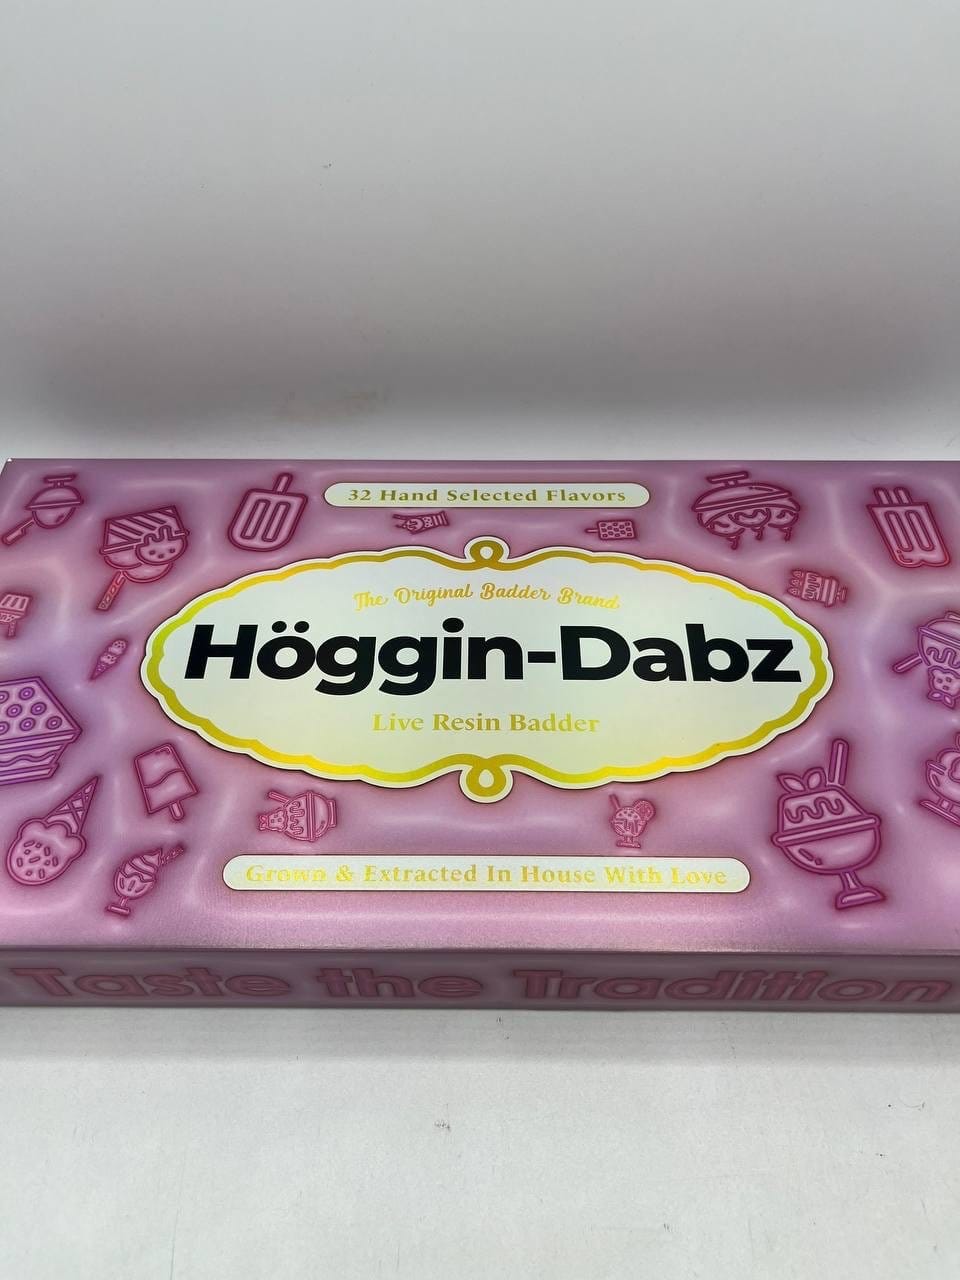 32 Hand Selected Flavors
The Original Badder Brand
Höggin-Dabz
Live Resin Badder
Grown & Extracted In House With Love
Taste the Tradition